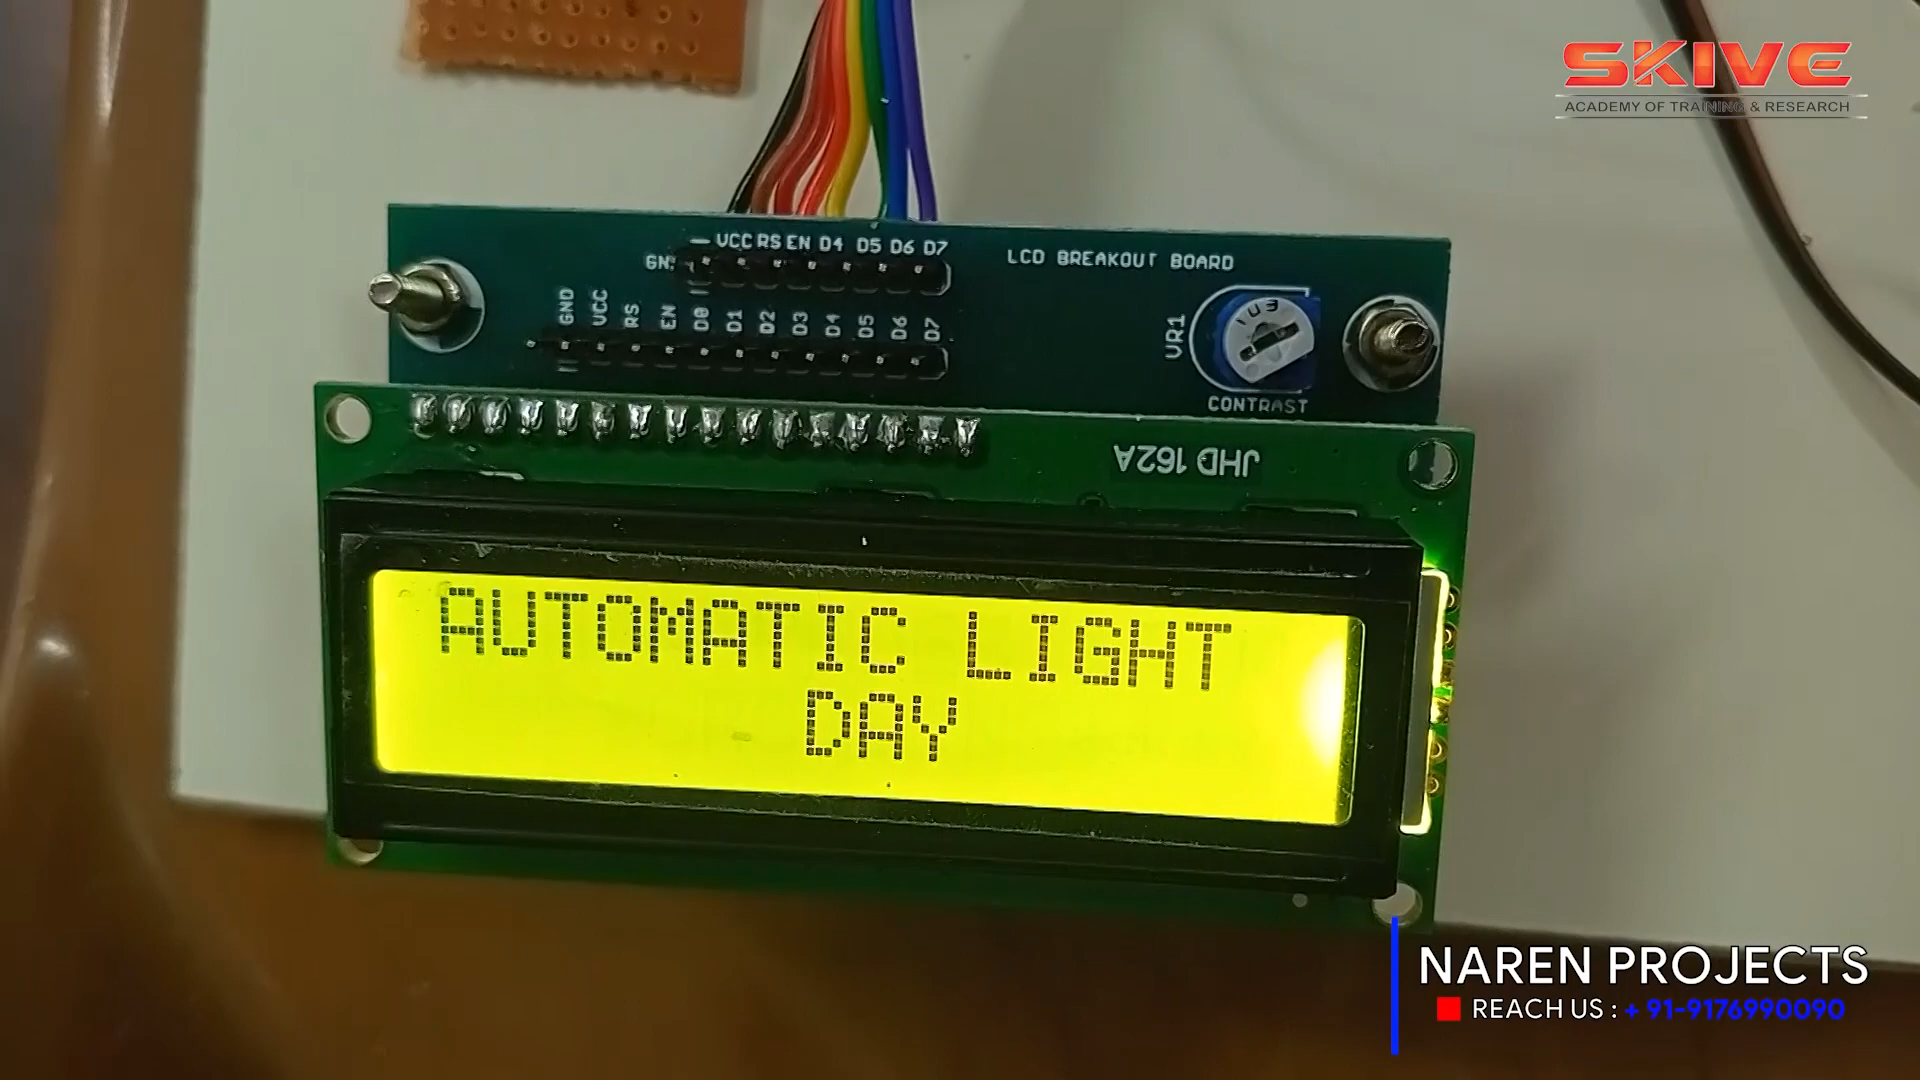 SKIVE
ACADEMY OF TRAINING & RESEARCH
VCC RS EN D4 D5 D6 D7
LCD BREAKOUT BOARD
GND VCC RS EN D0 D1 D2 D3 D4 D5 D6 D7
VR1
CONTRAST
JHD 162A
AUTOMATIC LIGHT
DAY
NAREN PROJECTS
REACH US : + 91-9176990090